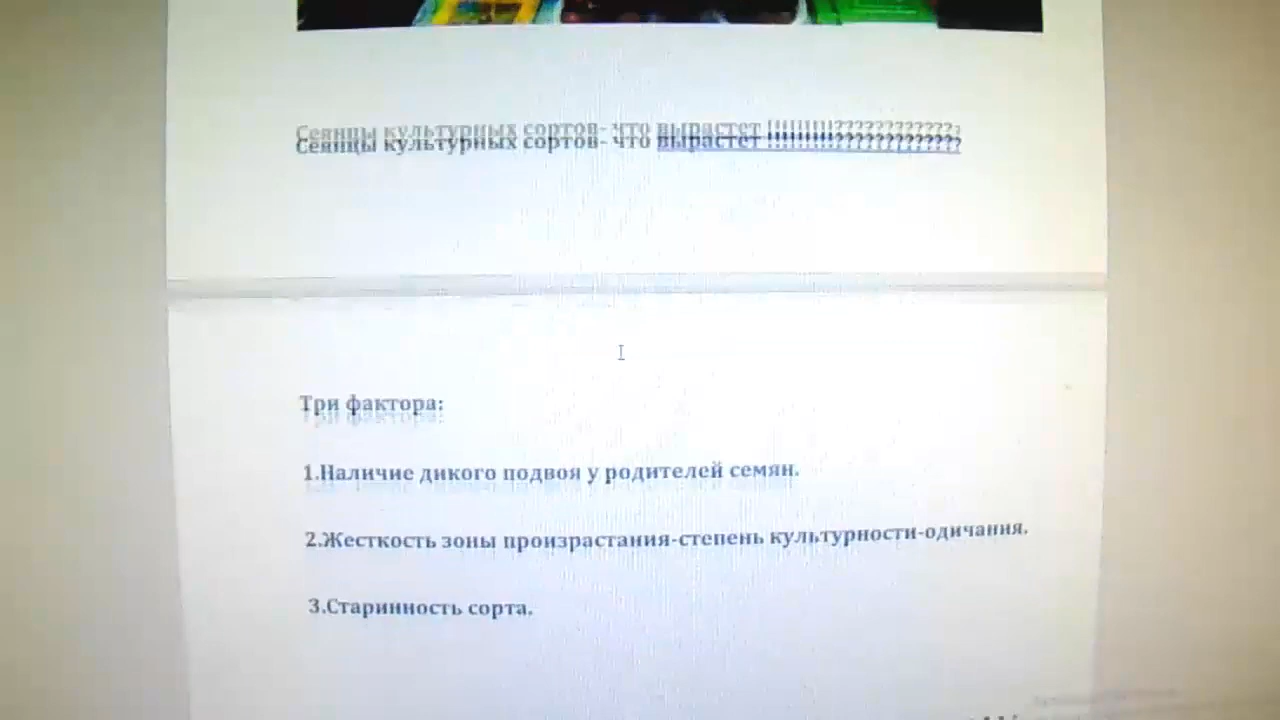 Сеянцы культурных сортов- что вырастет !!!!!!!!!!????????????
Три фактора:
1.Наличие дикого подвоя у родителей семян.
2.Жесткость зоны произрастания-степень культурности-одичания.
3.Старинность сорта.